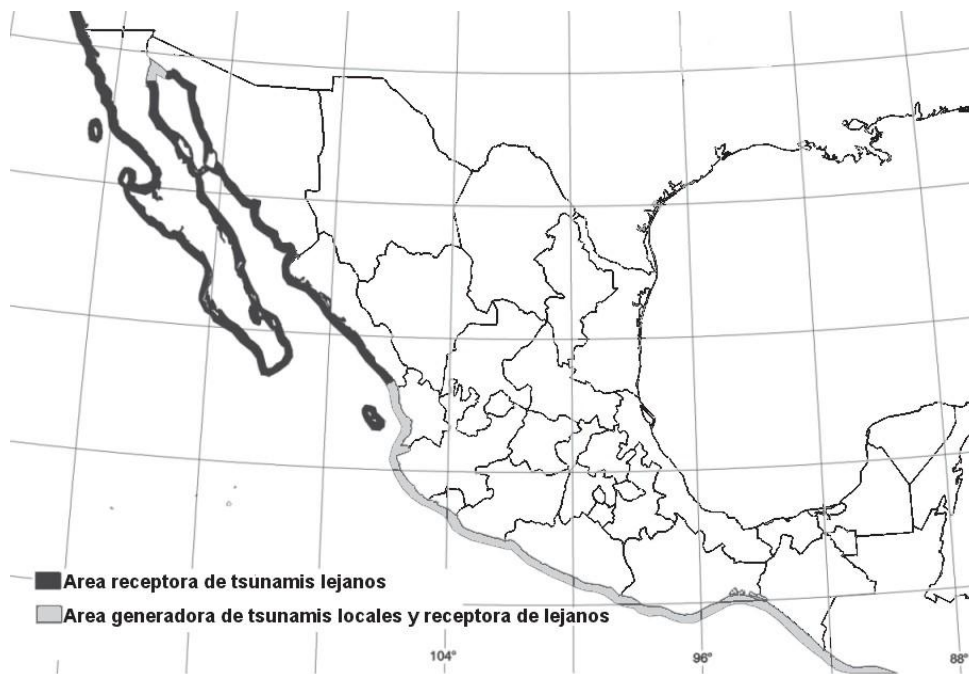 Area receptora de tsunamis lejanos
Area generadora de tsunamis locales y receptora de lejanos
104° 96° 88°